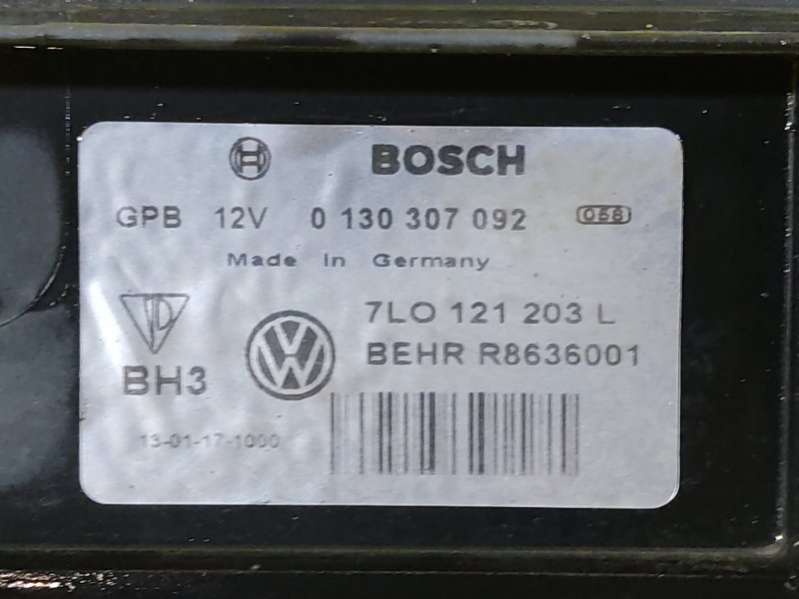 BOSCH
GPB 12V 0 130 307 092 058
Made in Germany
7LO 121 203 L
BEHR R8636001
BH3
13-01-17-1000